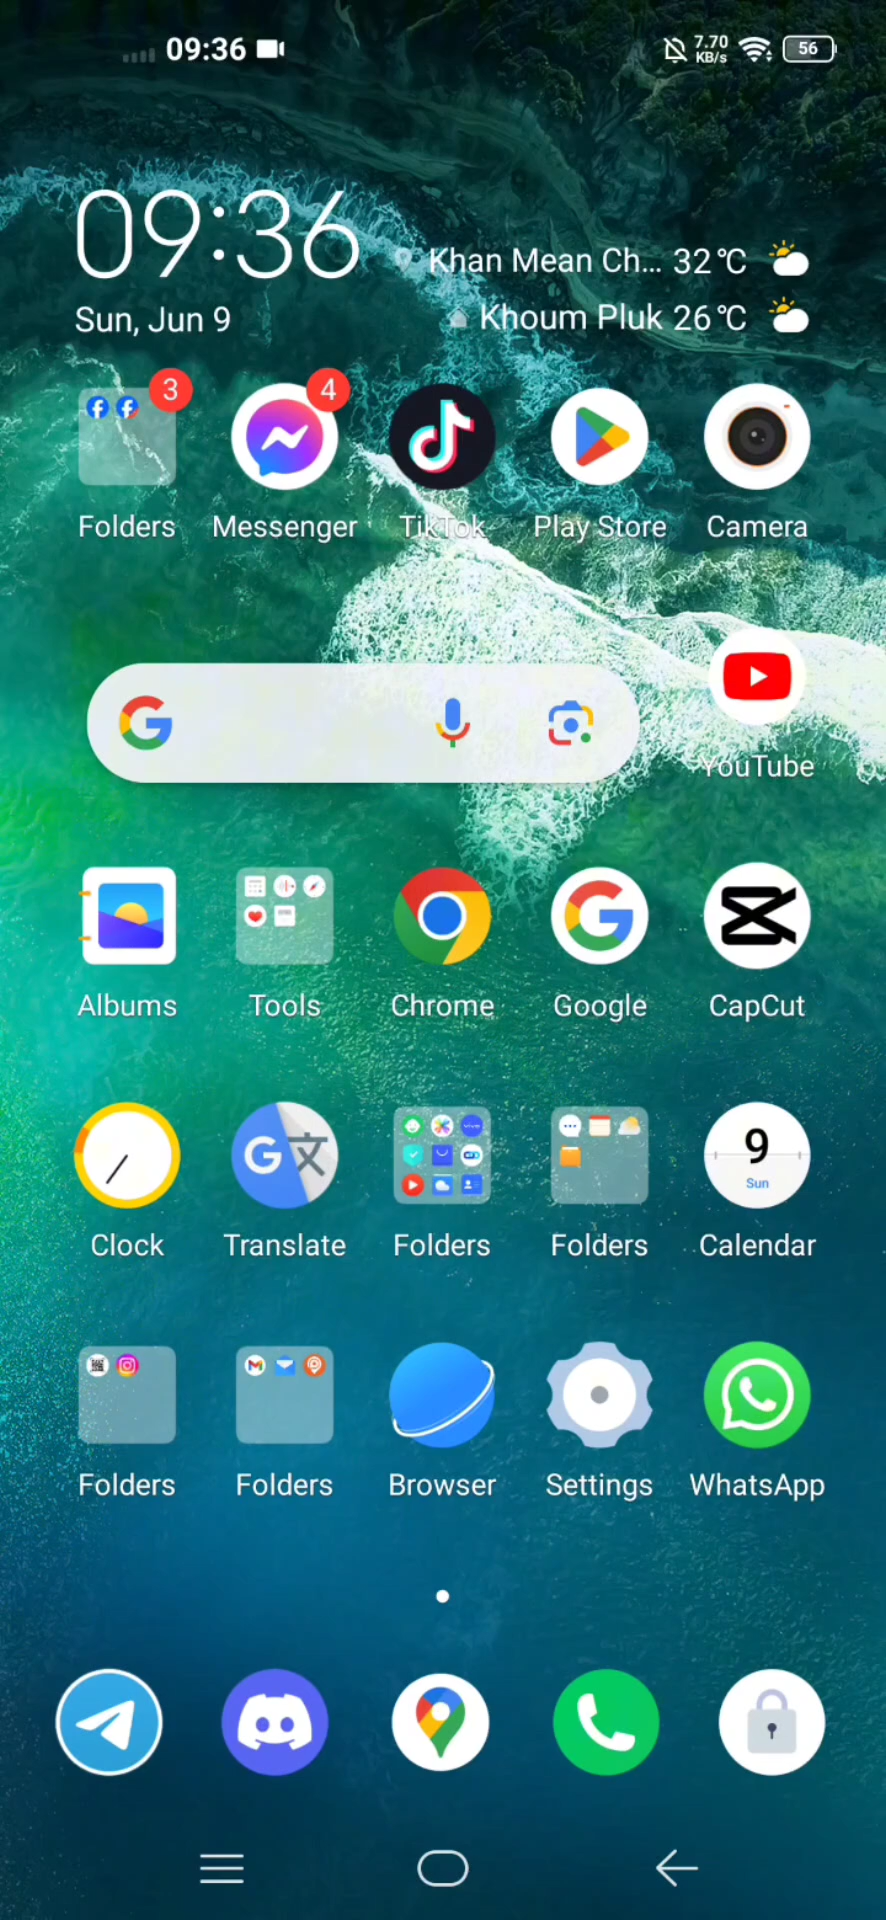 09:36
7.70
KB/s
56
09:36
Sun, Jun 9
Khan Mean Ch... 32°C
Khoum Pluk 26°C
3
4
Folders
Messenger
TikTok
Play Store
Camera
YouTube
Albums
Tools
Chrome
Google
CapCut
9
Sun
Clock
Translate
Folders
Folders
Calendar
Folders
Folders
Browser
Settings
WhatsApp